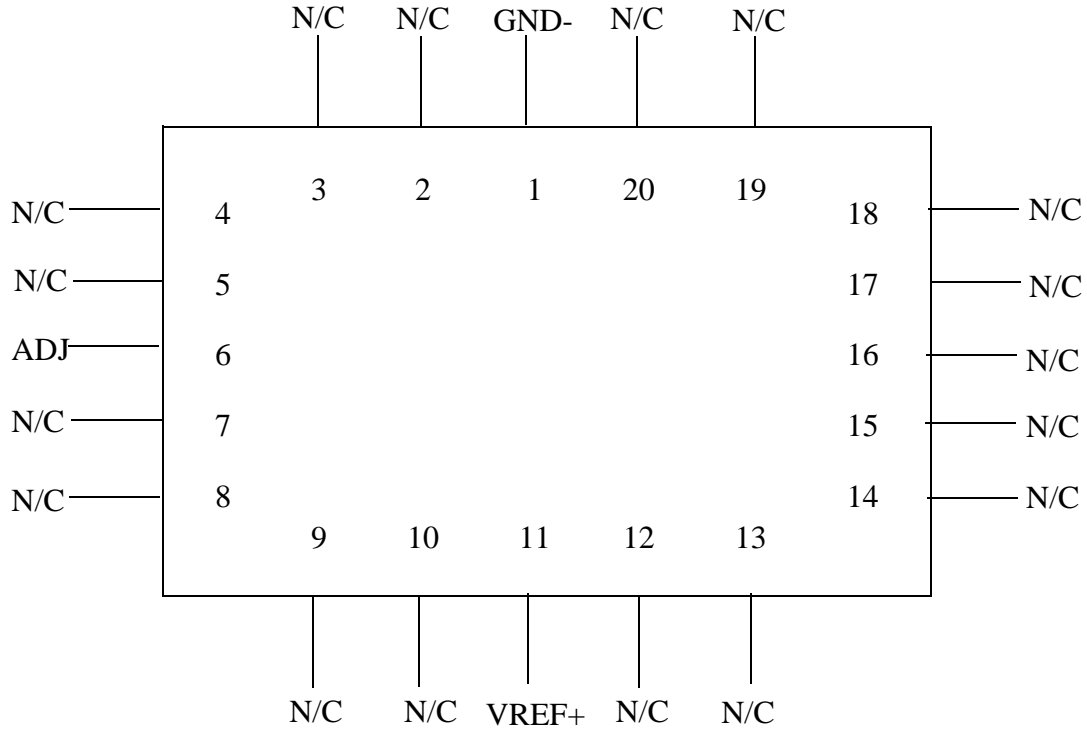 N/C N/C GND- N/C N/C
3 2 1 20 19
N/C 4 18 N/C
N/C 5 17 N/C
ADJ 6 16 N/C
N/C 7 15 N/C
N/C 8 14 N/C
9 10 11 12 13
N/C N/C VREF+ N/C N/C